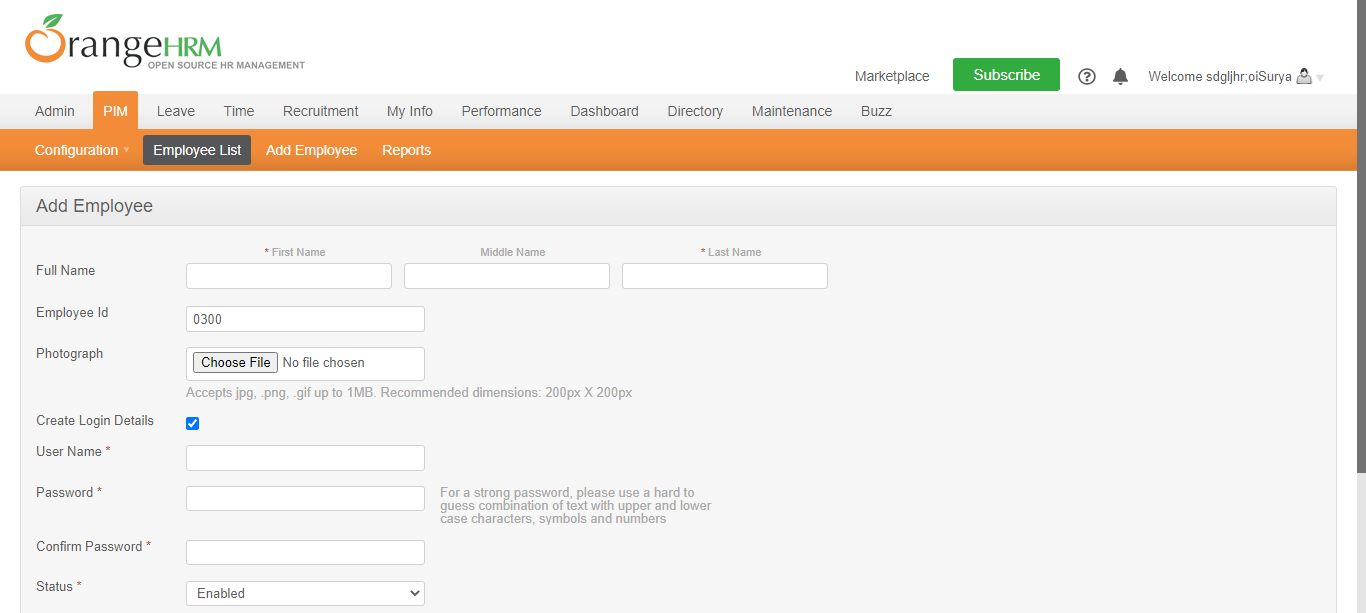 OrangeHRM
OPEN SOURCE HR MANAGEMENT
Marketplace Subscribe ? Welcome sdgljhr;oiSurya
Admin PIM Leave Time Recruitment My Info Performance Dashboard Directory Maintenance Buzz
Configuration Employee List Add Employee Reports
Add Employee
* First Name Middle Name * Last Name
Full Name
Employee Id 0300
Photograph Choose File No file chosen
Accepts jpg, .png, .gif up to 1MB. Recommended dimensions: 200px X 200px
Create Login Details
User Name *
Password * For a strong password, please use a hard to
guess combination of text with upper and lower
case characters, symbols and numbers
Confirm Password *
Status * Enabled